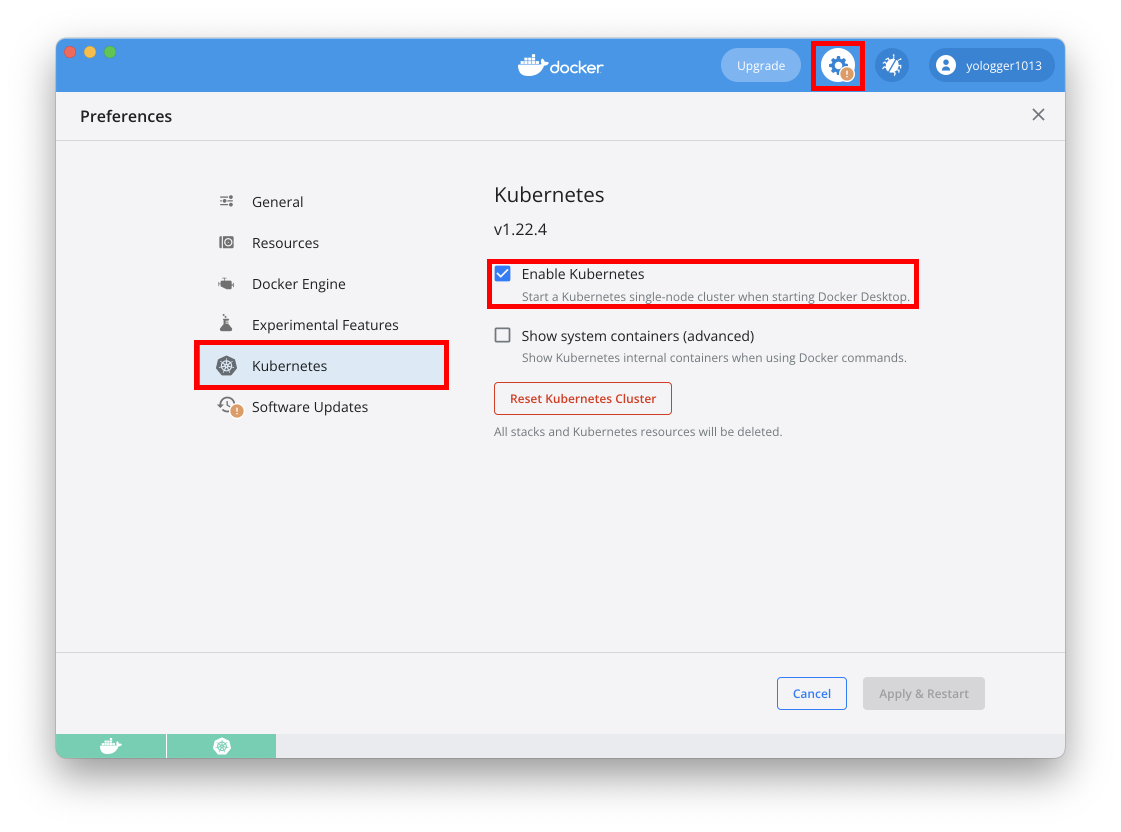 docker
Upgrade
yologger1013
Preferences
General
Resources
Docker Engine
Experimental Features
Kubernetes
Software Updates
Kubernetes
v1.22.4
Enable Kubernetes
Start a Kubernetes single-node cluster when starting Docker Desktop.
Show system containers (advanced)
Show Kubernetes internal containers when using Docker commands.
Reset Kubernetes Cluster
All stacks and Kubernetes resources will be deleted.
Cancel
Apply & Restart